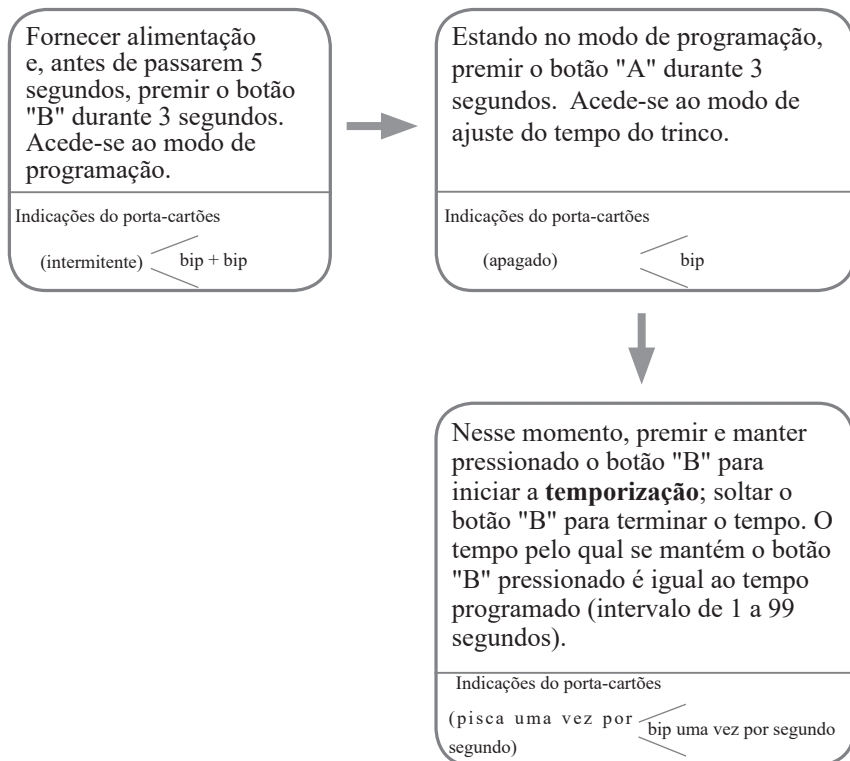 Fornecer alimentação
e, antes de passarem 5
segundos, premir o botão
"B" durante 3 segundos.
Acede-se ao modo de
programação.
Indicações do porta-cartões
(intermitente)
bip + bip
Estando no modo de programação,
premir o botão "A" durante 3
segundos.  Acede-se ao modo de
ajuste do tempo do trinco.
Indicações do porta-cartões
(apagado)
bip
Nesse momento, premir e manter
pressionado o botão "B" para
iniciar a temporização; soltar o
botão "B" para terminar o tempo. O
tempo pelo qual se mantém o botão
"B" pressionado é igual ao tempo
programado (intervalo de 1 a 99
segundos).
Indicações do porta-cartões
(pisca uma vez por
segundo)
bip uma vez por segundo